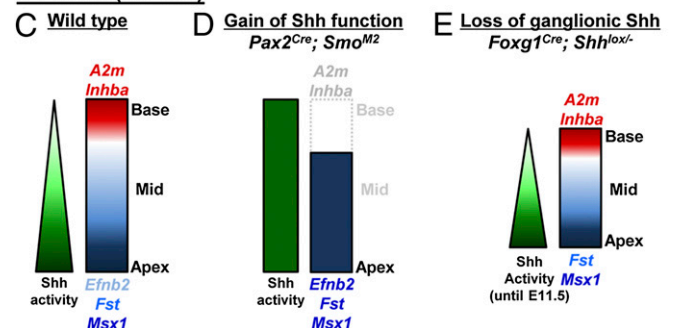 C Wild type
A2m
Inhba
Base
Mid
Apex
Shh
activity
Efnb2
Fst
Msx1
D Gain of Shh function
Pax2Cre; SmoM2
A2m
Inhba
Base
Mid
Apex
Shh
activity
Efnb2
Fst
Msx1
E Loss of ganglionic Shh
Foxg1Cre; Shhlox/-
A2m
Inhba
Base
Mid
Apex
Shh
Activity
(until E11.5)
Fst
Msx1